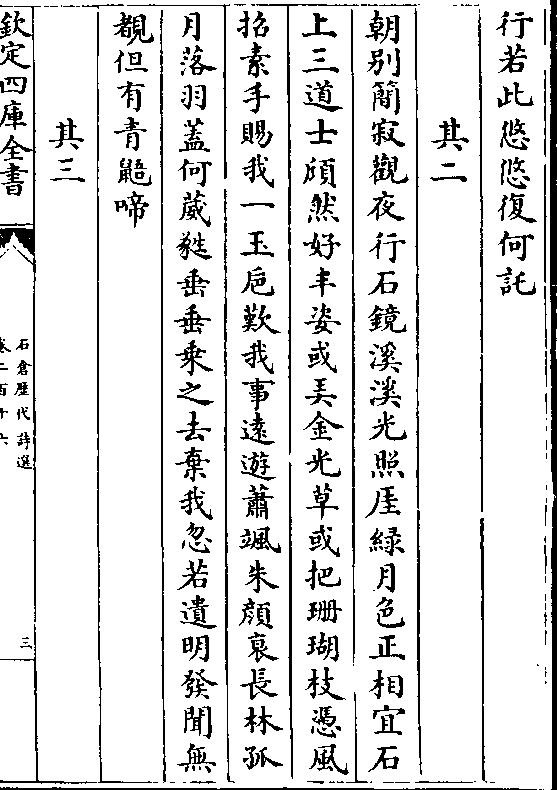 行若此悠悠復何託
其二
朝別簡寂觀夜行石鏡溪溪光照厓緑月色正相宜石
上三道士頎然好丰姿或弄金光草或把珊瑚枝憑風
招素手賜我一玉巵歎我事遠遊蕭颯朱顔衰長林孤
月落羽蓋何葳甤垂垂乗之去棄我忽若遺明發聞無
覩但有青鼯啼
其三
欽定四庫全書
石倉歴代詩選
卷二百十六
三